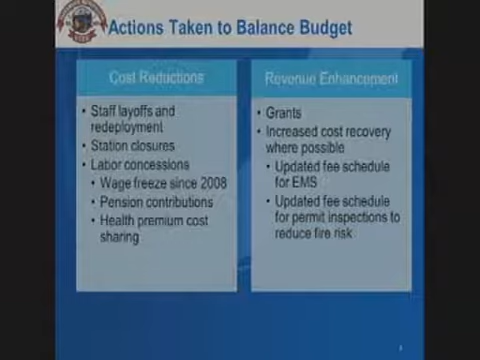 Actions Taken to Balance Budget
Cost Reductions
• Staff layoffs and
redeployment
• Station closures
• Labor concessions
• Wage freeze since 2008
• Pension contributions
• Health premium cost
sharing
Revenue Enhancement
• Grants
• Increased cost recovery
where possible
• Updated fee schedule
for EMS
• Updated fee schedule
for permit inspections to
reduce fire risk